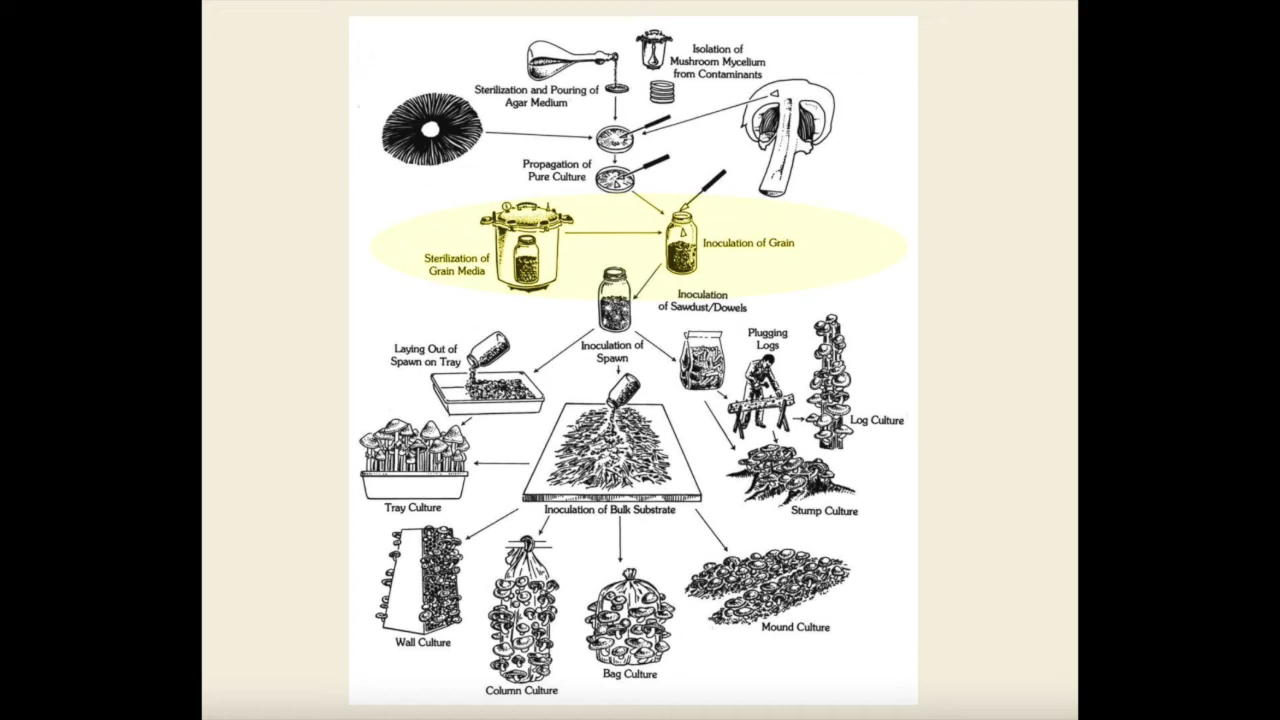 Isolation of
Mushroom Mycelium
from Contaminants
Sterilization and Pouring of
Agar Medium
Propagation of
Pure Culture
Inoculation of Grain
Sterilization of
Grain Media
Inoculation
of Sawdust/Dowels
Inoculation of
Spawn
Laying Out of
Spawn on Tray
Plugging
Logs
Log Culture
Tray Culture
Inoculation of Bulk Substrate
Stump Culture
Wall Culture
Column Culture
Bag Culture
Mound Culture